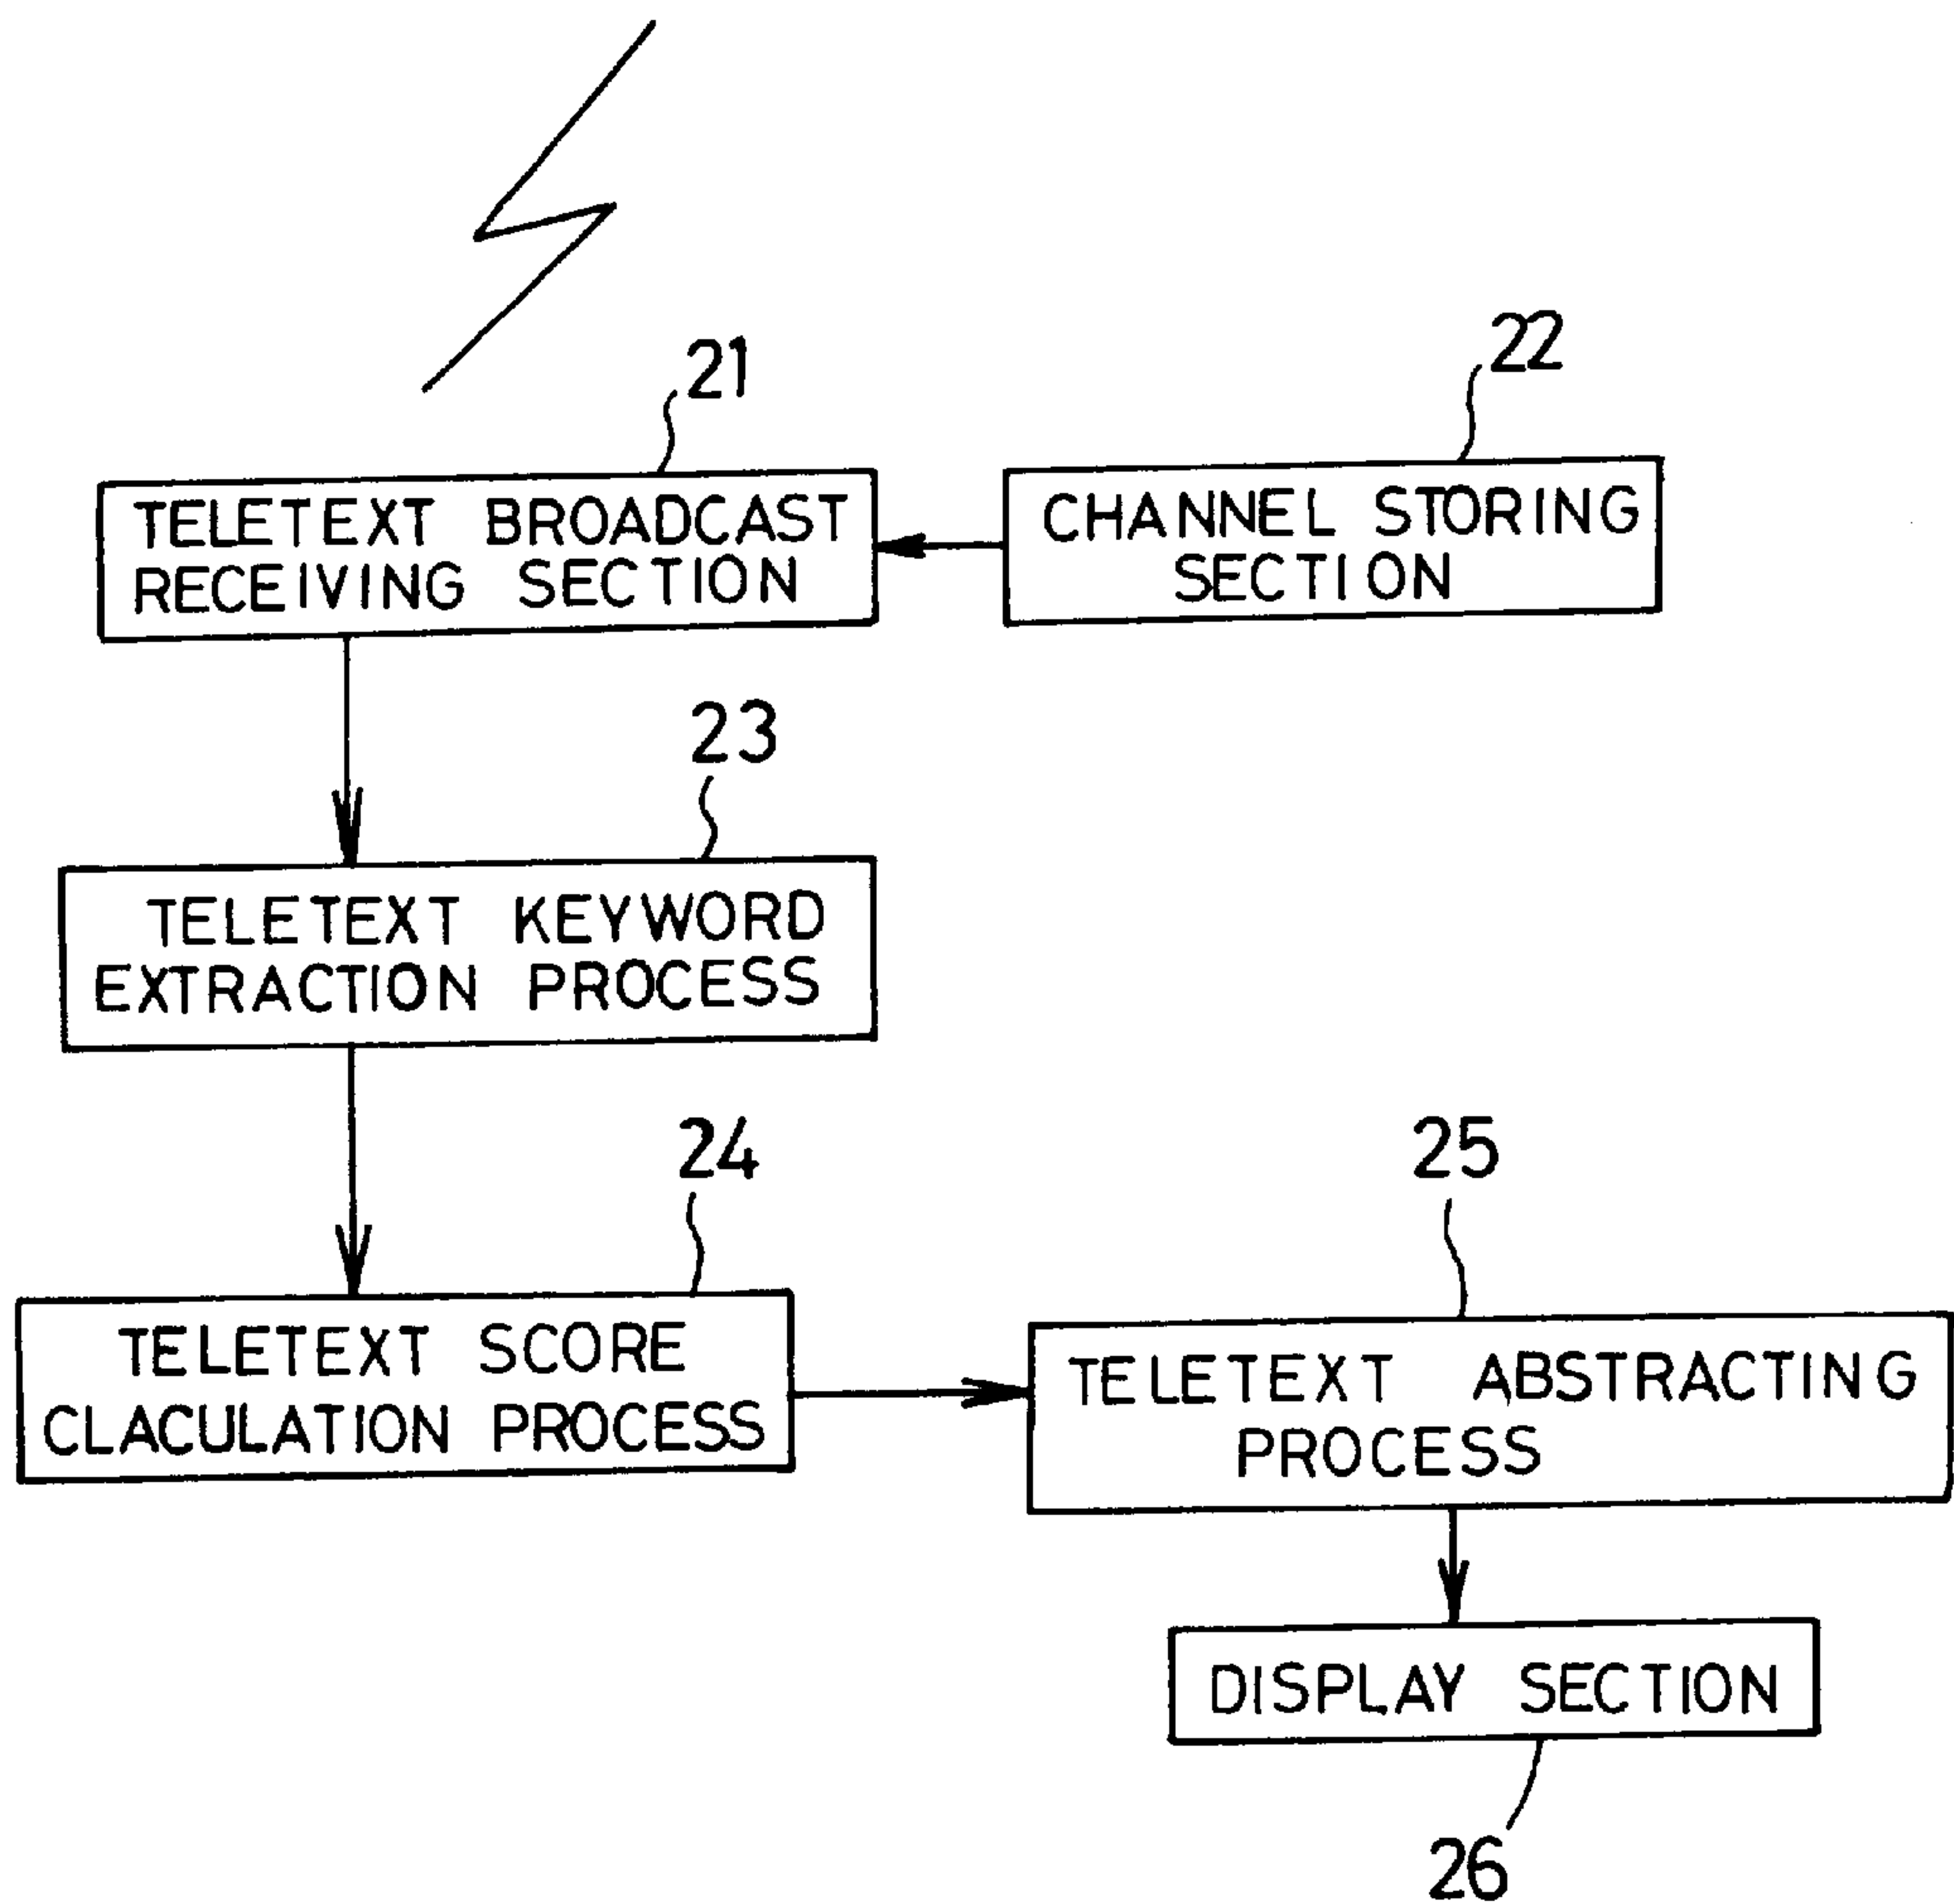 21
22
TELETEXT BROADCAST
RECEIVING SECTION
CHANNEL STORING
SECTION
23
TELETEXT KEYWORD
EXTRACTION PROCESS
24
25
TELETEXT SCORE
CLACULATION PROCESS
TELETEXT ABSTRACTING
PROCESS
DISPLAY SECTION
26